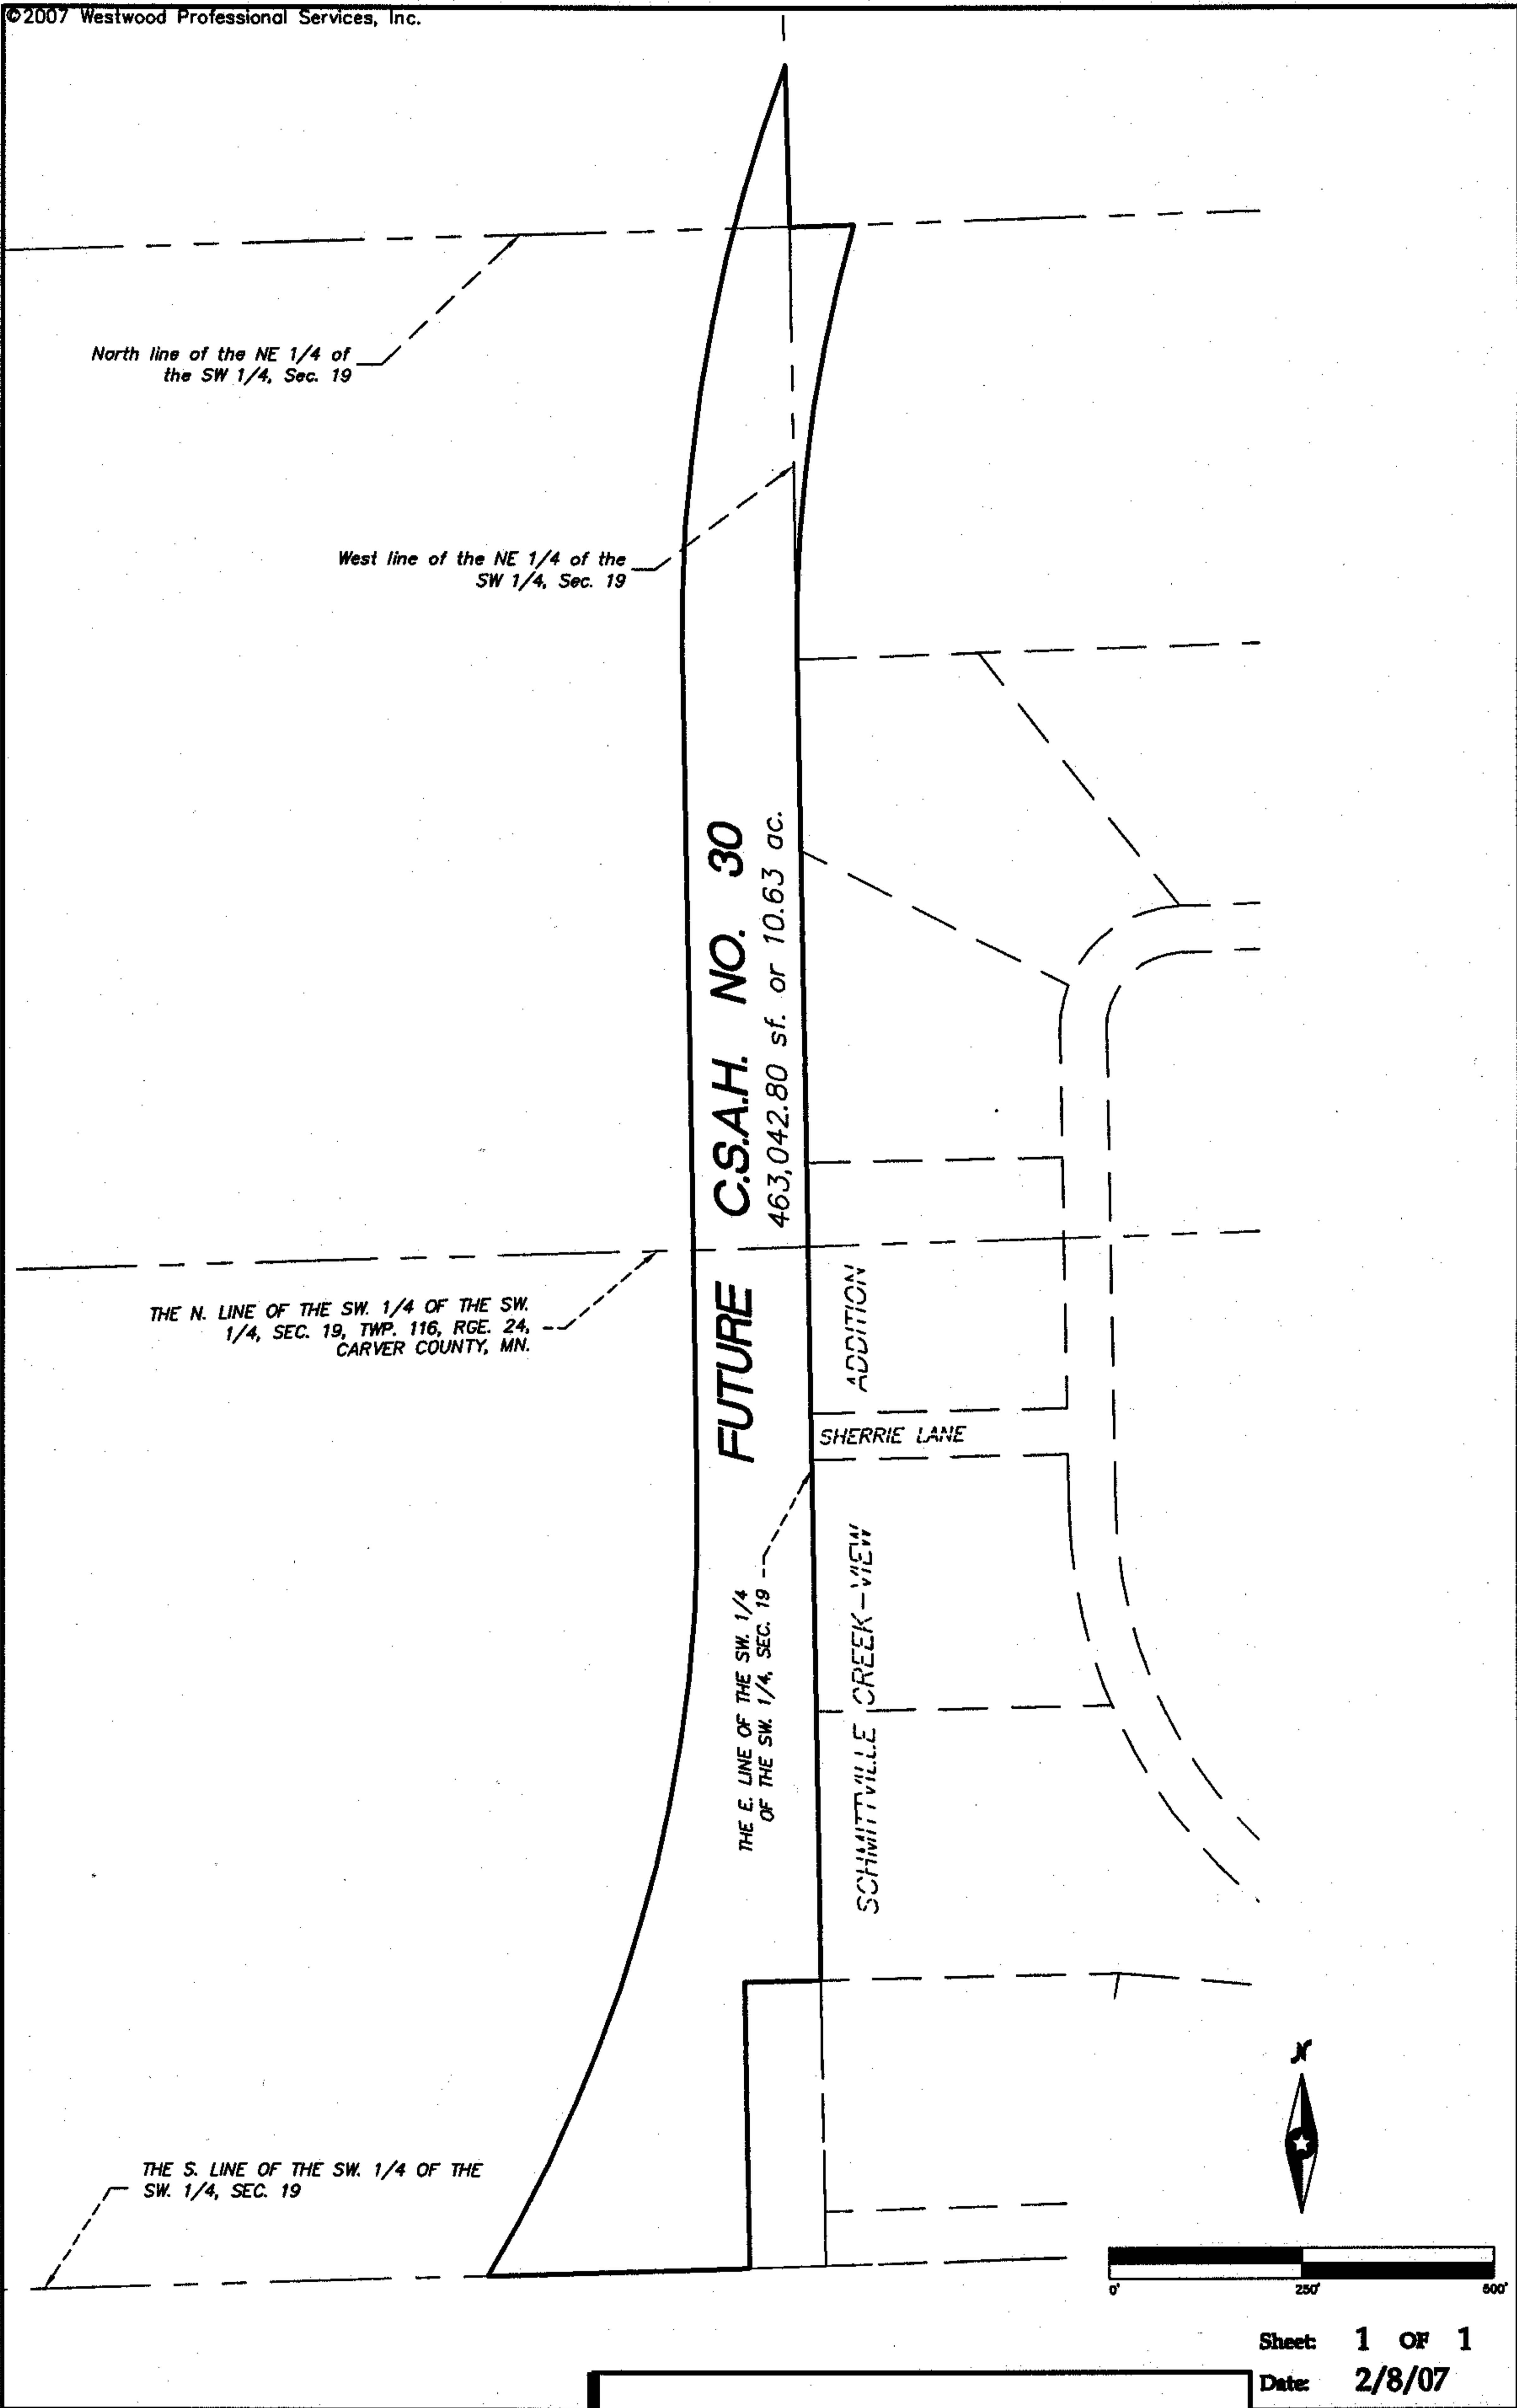 ©2007 Westwood Professional Services, Inc.
North line of the NE 1/4 of
the SW 1/4, Sec. 19
West line of the NE 1/4 of the
SW 1/4, Sec. 19
FUTURE C.S.A.H. NO. 30
463,042.80 sf. or 10.63 ac.
THE N. LINE OF THE SW. 1/4 OF THE SW.
1/4, SEC. 19, TWP. 116, RGE. 24,
CARVER COUNTY, MN.
SHERRIE LANE
SCHMITTVILLE CREEK-VIEW ADDITION
THE E. LINE OF THE SW. 1/4
OF THE SW. 1/4, SEC. 19
THE S. LINE OF THE SW. 1/4 OF THE
SW. 1/4, SEC. 19
N
0' 250' 500'
Sheet: 1 OF 1
Date: 2/8/07